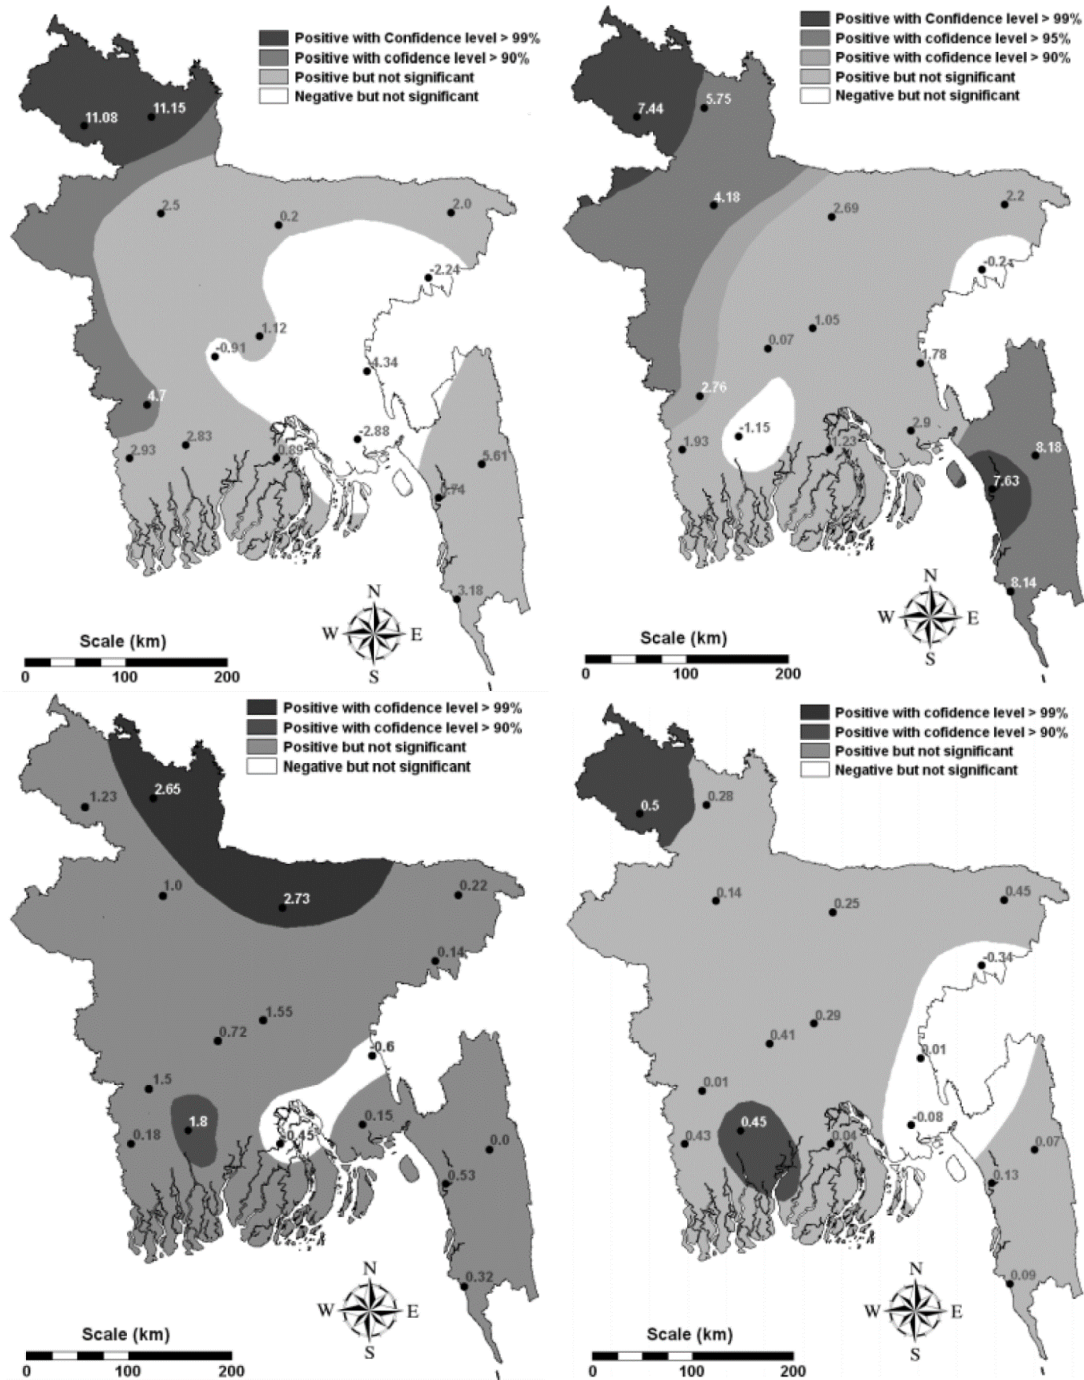 Positive with Confidence level > 99%
Positive with cofidence level > 90%
Positive but not significant
Negative but not significant
11.08
11.15
2.5
0.2
2.0
-2.24
1.12
-0.91
-4.34
4.7
2.93
2.83
0.89
-2.88
5.61
0.74
3.18
N
W
E
S
Scale (km)
0
100
200
Positive with Confidence level > 99%
Positive with cofidence level > 95%
Positive with cofidence level > 90%
Positive but not significant
Negative but not significant
7.44
5.75
4.18
2.69
2.2
-0.2
1.05
0.07
1.78
2.76
-1.15
1.93
1.23
2.9
8.18
7.63
8.14
N
W
E
S
Scale (km)
0
100
200
Positive with cofidence level > 99%
Positive with cofidence level > 90%
Positive but not significant
Negative but not significant
1.23
2.65
1.0
2.73
0.22
0.14
1.55
0.72
-0.6
1.5
1.8
0.18
-0.45
0.15
0.0
0.53
0.32
N
W
E
S
Scale (km)
0
100
200
Positive with cofidence level > 99%
Positive with cofidence level > 90%
Positive but not significant
Negative but not significant
0.5
0.28
0.14
0.25
0.45
-0.34
0.29
0.41
0.01
0.01
0.45
0.43
0.04
-0.08
0.07
0.13
0.09
N
W
E
S
Scale (km)
0
100
200